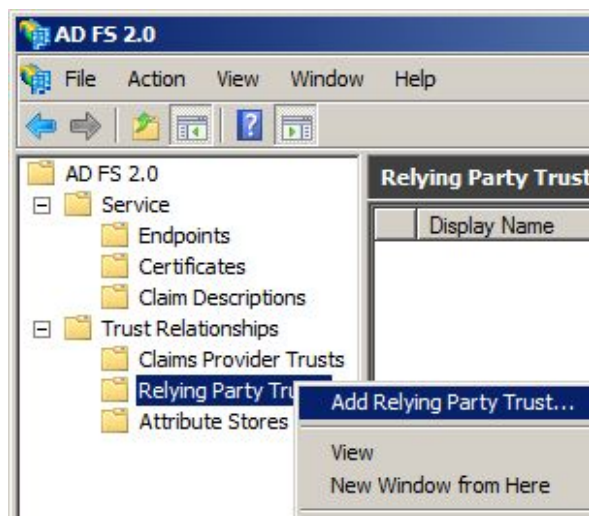 AD FS 2.0
File Action View Window Help
AD FS 2.0
Service
Endpoints
Certificates
Claim Descriptions
Trust Relationships
Claims Provider Trusts
Relying Party Tru
Attribute Stores
Relying Party Trust
Display Name
Add Relying Party Trust...
View
New Window from Here